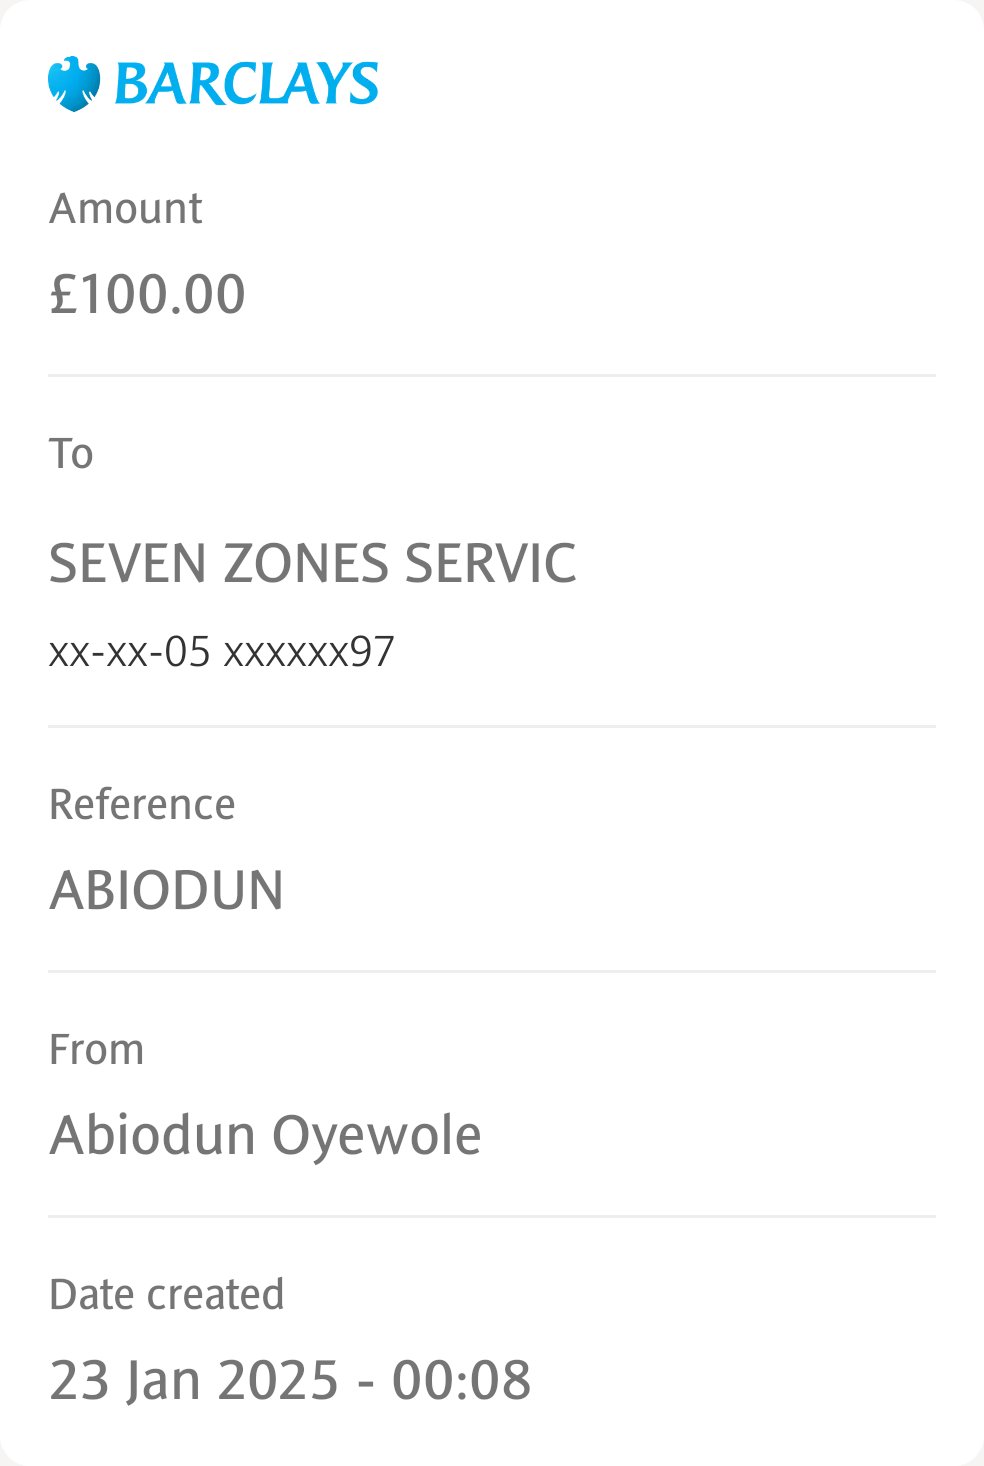 BARCLAYS
Amount
£100.00
To
SEVEN ZONES SERVIC
xx-xx-05 xxxxxx97
Reference
ABIODUN
From
Abiodun Oyewole
Date created
23 Jan 2025 - 00:08